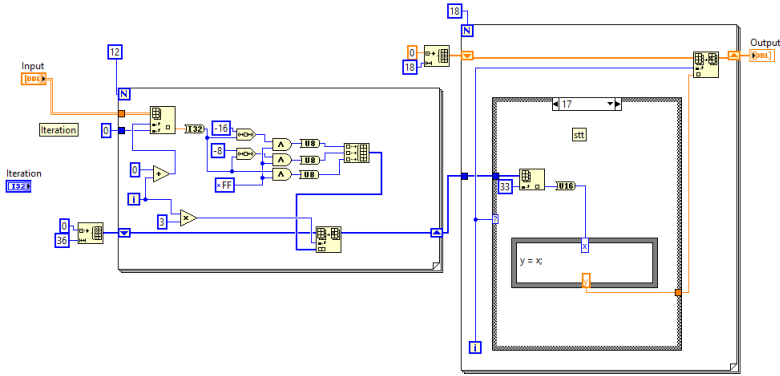 18
N
12
0
18
Output
DBL
Input
DBL
N
17
Iteration
0
I32
-16
-8
×FF
U8
U8
U8
stt
0
i
3
Iteration
I32
0
36
33
U16
?
x
y = x;
y
i